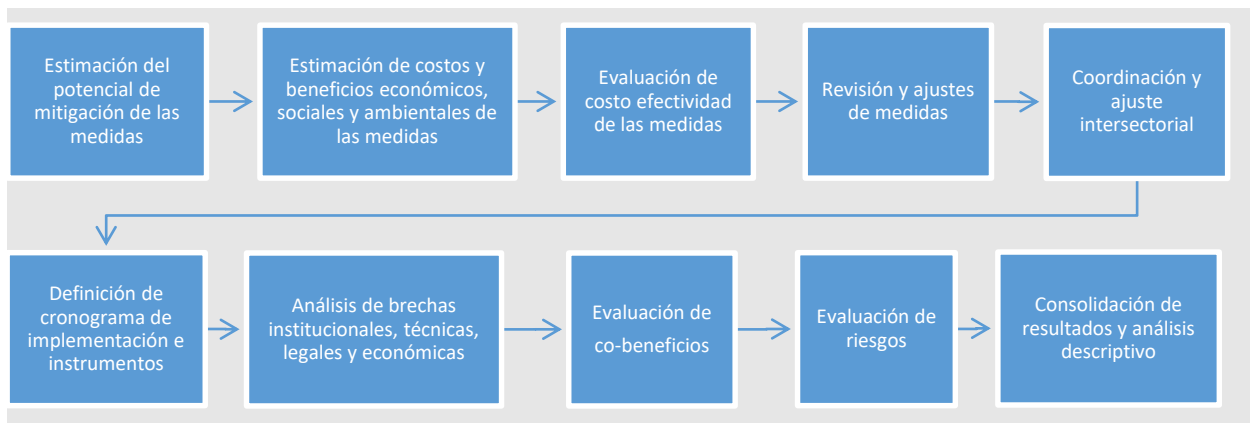 Estimación del
potencial de
mitigación de las
medidas
Estimación de costos y
beneficios económicos,
sociales y ambientales de
las medidas
Evaluación de
costo efectividad
de las medidas
Revisión y ajustes
de medidas
Coordinación y
ajuste
intersectorial
Definición de
cronograma de
implementación e
instrumentos
Análisis de brechas
institucionales, técnicas,
legales y económicas
Evaluación de
co-beneficios
Evaluación de
riesgos
Consolidación de
resultados y análisis
descriptivo